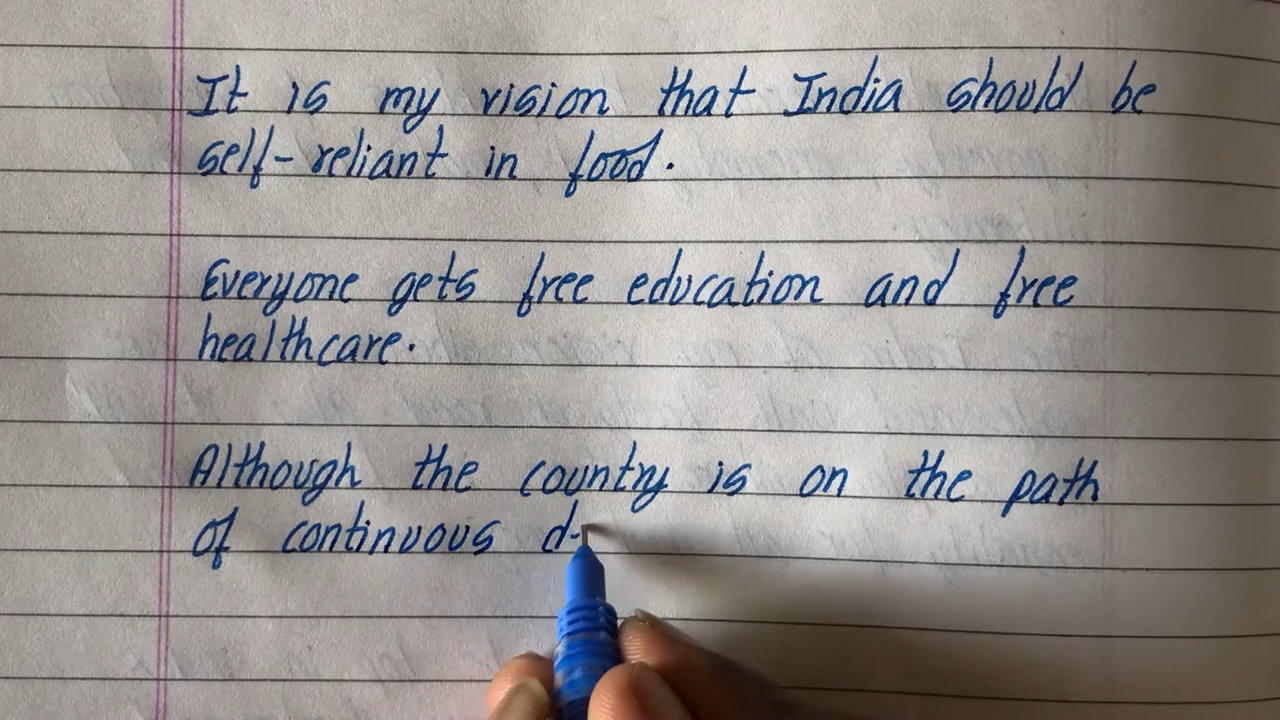 It is my vision that India should be
self-reliant in food.
Everyone gets free education and free
healthcare.
Although the country is on the path
of continuous d